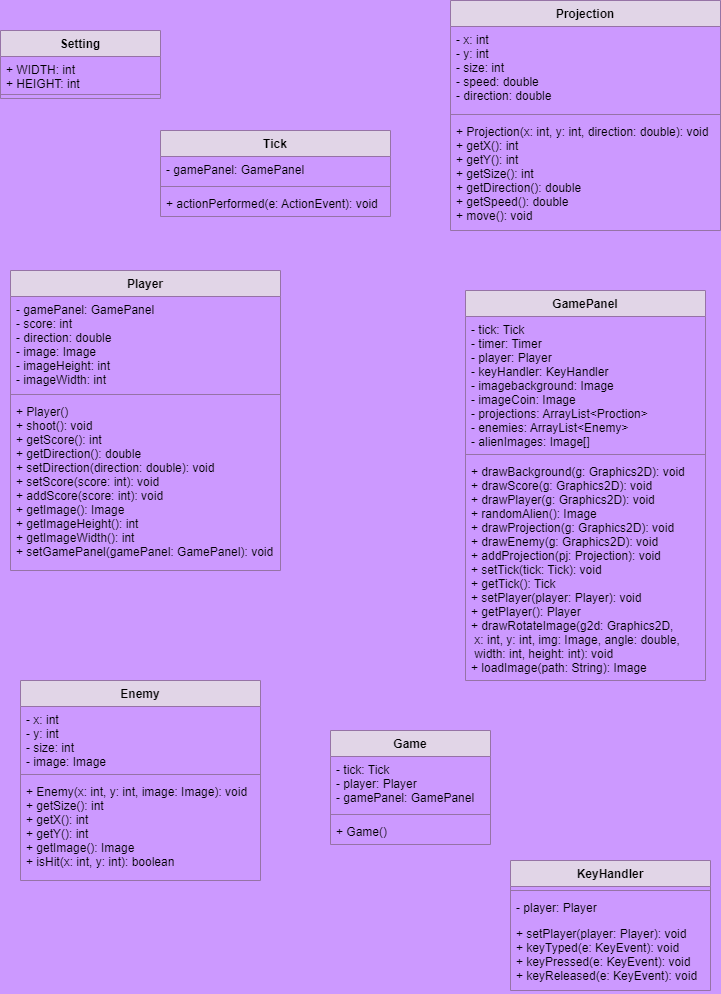 Setting
+ WIDTH: int
+ HEIGHT: int
Projection
- x: int
- y: int
- size: int
- speed: double
- direction: double
+ Projection(x: int, y: int, direction: double): void
+ getX(): int
+ getY(): int
+ getSize(): int
+ getDirection(): double
+ getSpeed(): double
+ move(): void
Tick
- gamePanel: GamePanel
+ actionPerformed(e: ActionEvent): void
Player
- gamePanel: GamePanel
- score: int
- direction: double
- image: Image
- imageHeight: int
- imageWidth: int
+ Player()
+ shoot(): void
+ getScore(): int
+ getDirection(): double
+ setDirection(direction: double): void
+ setScore(score: int): void
+ addScore(score: int): void
+ getImage(): Image
+ getImageHeight(): int
+ getImageWidth(): int
+ setGamePanel(gamePanel: GamePanel): void
GamePanel
- tick: Tick
- timer: Timer
- player: Player
- keyHandler: KeyHandler
- imagebackground: Image
- imageCoin: Image
- projections: ArrayList<Proction>
- enemies: ArrayList<Enemy>
- alienImages: Image[]
+ drawBackground(g: Graphics2D): void
+ drawScore(g: Graphics2D): void
+ drawPlayer(g: Graphics2D): void
+ randomAlien(): Image
+ drawProjection(g: Graphics2D): void
+ drawEnemy(g: Graphics2D): void
+ addProjection(pj: Projection): void
+ setTick(tick: Tick): void
+ getTick(): Tick
+ setPlayer(player: Player): void
+ getPlayer(): Player
+ drawRotateImage(g2d: Graphics2D,
x: int, y: int, img: Image, angle: double,
width: int, height: int): void
+ loadImage(path: String): Image
Enemy
- x: int
- y: int
- size: int
- image: Image
+ Enemy(x: int, y: int, image: Image): void
+ getSize(): int
+ getX(): int
+ getY(): int
+ getImage(): Image
+ isHit(x: int, y: int): boolean
Game
- tick: Tick
- player: Player
- gamePanel: GamePanel
+ Game()
KeyHandler
- player: Player
+ setPlayer(player: Player): void
+ keyTyped(e: KeyEvent): void
+ keyPressed(e: KeyEvent): void
+ keyReleased(e: KeyEvent): void